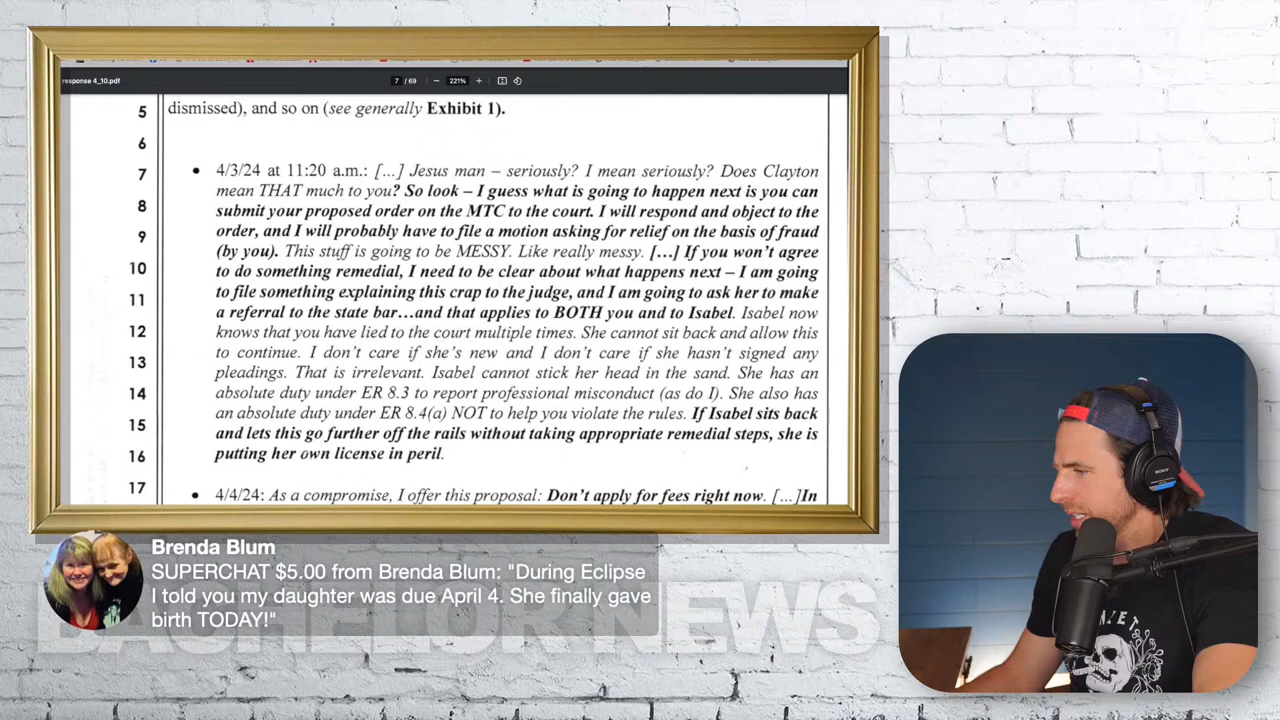 response 4_10.pdf
7 / 69
221%
5 dismissed), and so on (see generally Exhibit 1).
6
7 • 4/3/24 at 11:20 a.m.: [...] Jesus man – seriously? I mean seriously? Does Clayton
8 mean THAT much to you? So look – I guess what is going to happen next is you can
submit your proposed order on the MTC to the court. I will respond and object to the
9 order, and I will probably have to file a motion asking for relief on the basis of fraud
(by you). This stuff is going to be MESSY. Like really messy. [...] If you won't agree
10 to do something remedial, I need to be clear about what happens next – I am going
11 to file something explaining this crap to the judge, and I am going to ask her to make
a referral to the state bar…and that applies to BOTH you and to Isabel. Isabel now
12 knows that you have lied to the court multiple times. She cannot sit back and allow this
13 to continue. I don't care if she's new and I don't care if she hasn't signed any
pleadings. That is irrelevant. Isabel cannot stick her head in the sand. She has an
14 absolute duty under ER 8.3 to report professional misconduct (as do I). She also has
15 an absolute duty under ER 8.4(a) NOT to help you violate the rules. If Isabel sits back
and lets this go further off the rails without taking appropriate remedial steps, she is
16 putting her own license in peril.
17 • 4/4/24: As a compromise, I offer this proposal: Don't apply for fees right now. [...]In
Brenda Blum
SUPERCHAT $5.00 from Brenda Blum: "During Eclipse
I told you my daughter was due April 4. She finally gave
birth TODAY!"
BACHELOR NEWS
SONY